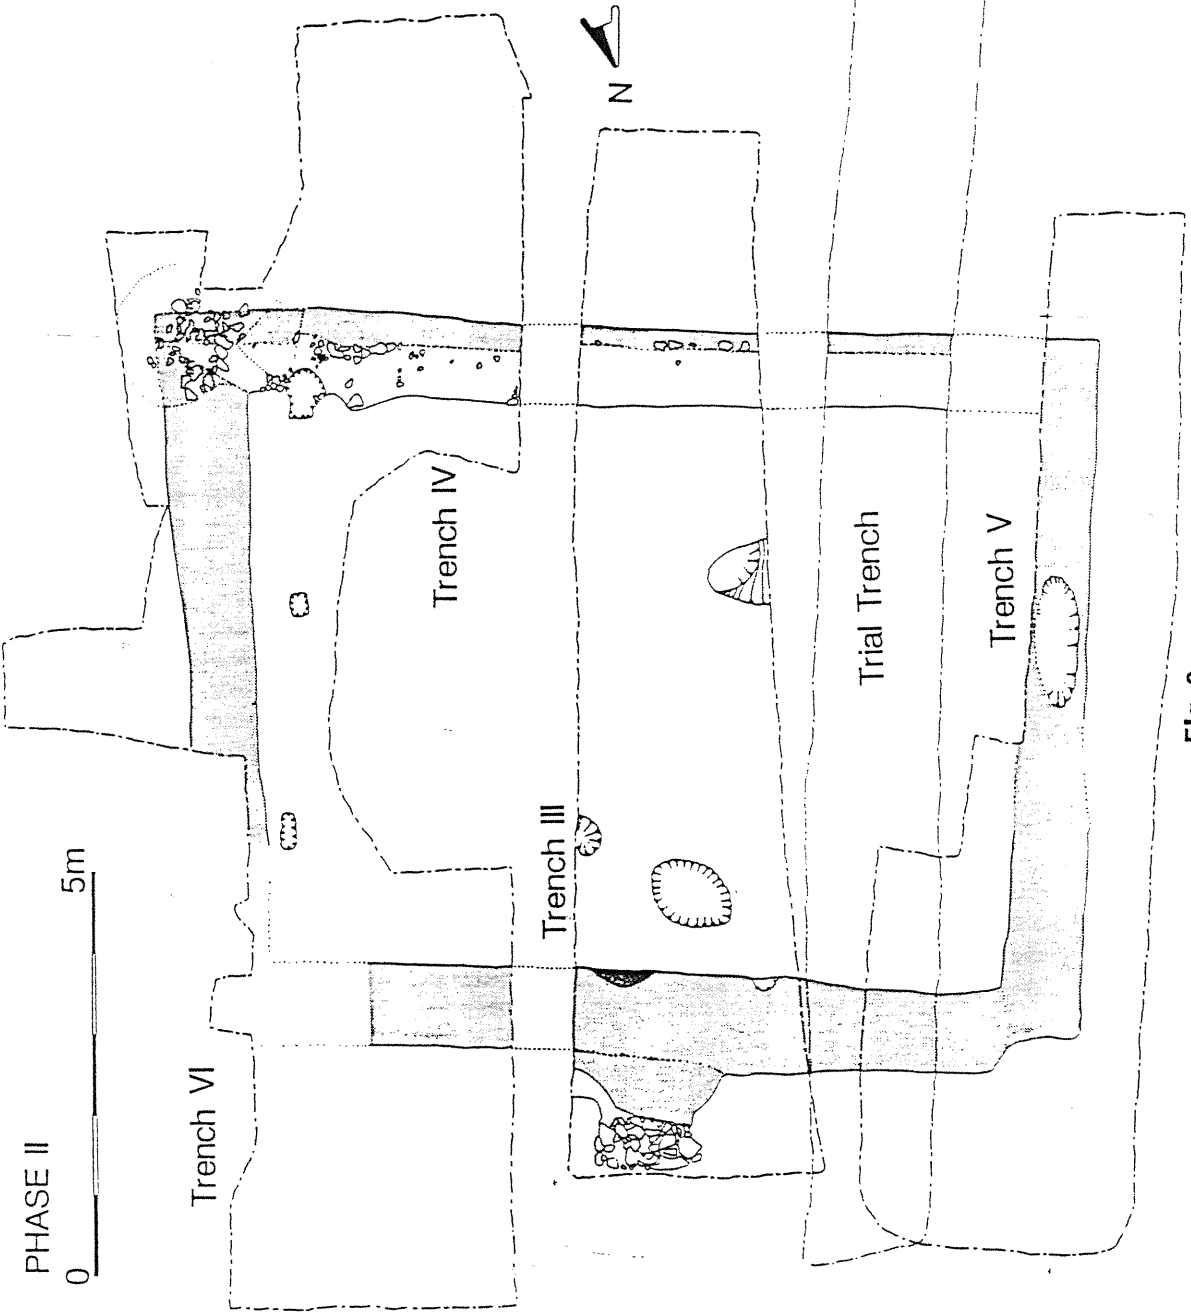 PHASE II
0 5m
Trench VI
Trench III
Trench IV
Trial Trench
Trench V
N